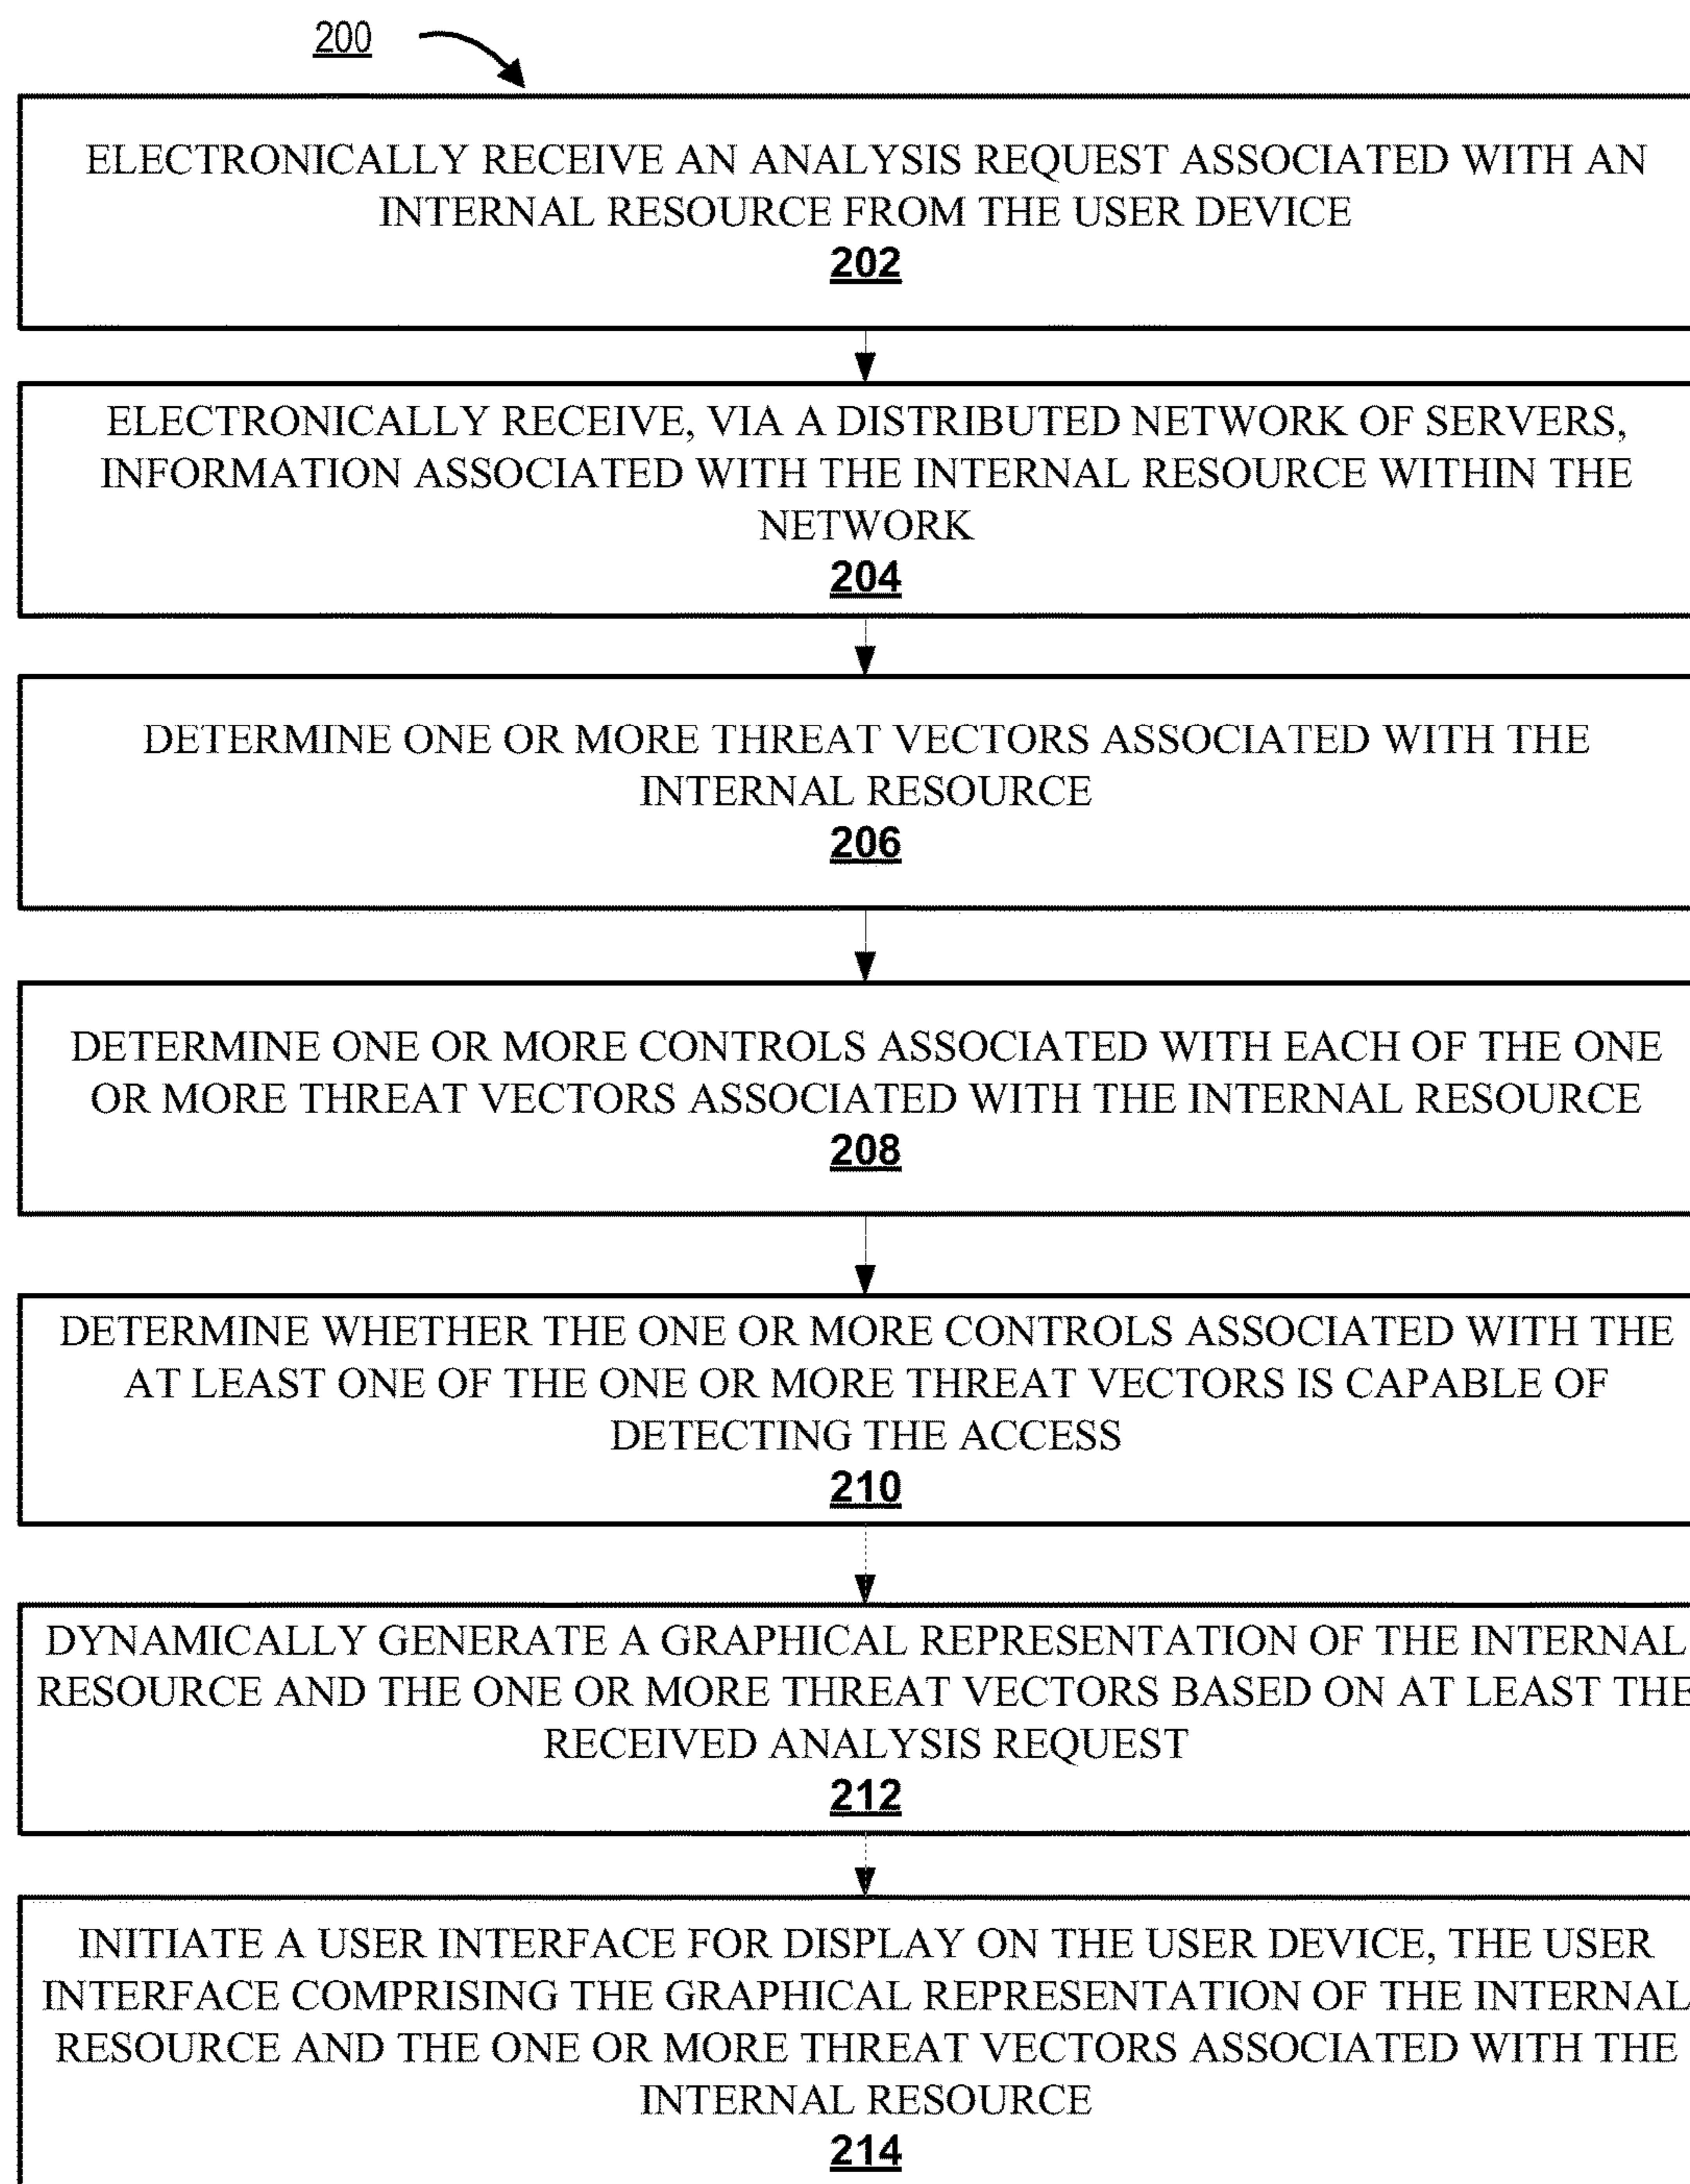 200
ELECTRONICALLY RECEIVE AN ANALYSIS REQUEST ASSOCIATED WITH AN
INTERNAL RESOURCE FROM THE USER DEVICE
202
ELECTRONICALLY RECEIVE, VIA A DISTRIBUTED NETWORK OF SERVERS,
INFORMATION ASSOCIATED WITH THE INTERNAL RESOURCE WITHIN THE
NETWORK
204
DETERMINE ONE OR MORE THREAT VECTORS ASSOCIATED WITH THE
INTERNAL RESOURCE
206
DETERMINE ONE OR MORE CONTROLS ASSOCIATED WITH EACH OF THE ONE
OR MORE THREAT VECTORS ASSOCIATED WITH THE INTERNAL RESOURCE
208
DETERMINE WHETHER THE ONE OR MORE CONTROLS ASSOCIATED WITH THE
AT LEAST ONE OF THE ONE OR MORE THREAT VECTORS IS CAPABLE OF
DETECTING THE ACCESS
210
DYNAMICALLY GENERATE A GRAPHICAL REPRESENTATION OF THE INTERNAL
RESOURCE AND THE ONE OR MORE THREAT VECTORS BASED ON AT LEAST THE
RECEIVED ANALYSIS REQUEST
212
INITIATE A USER INTERFACE FOR DISPLAY ON THE USER DEVICE, THE USER
INTERFACE COMPRISING THE GRAPHICAL REPRESENTATION OF THE INTERNAL
RESOURCE AND THE ONE OR MORE THREAT VECTORS ASSOCIATED WITH THE
INTERNAL RESOURCE
214